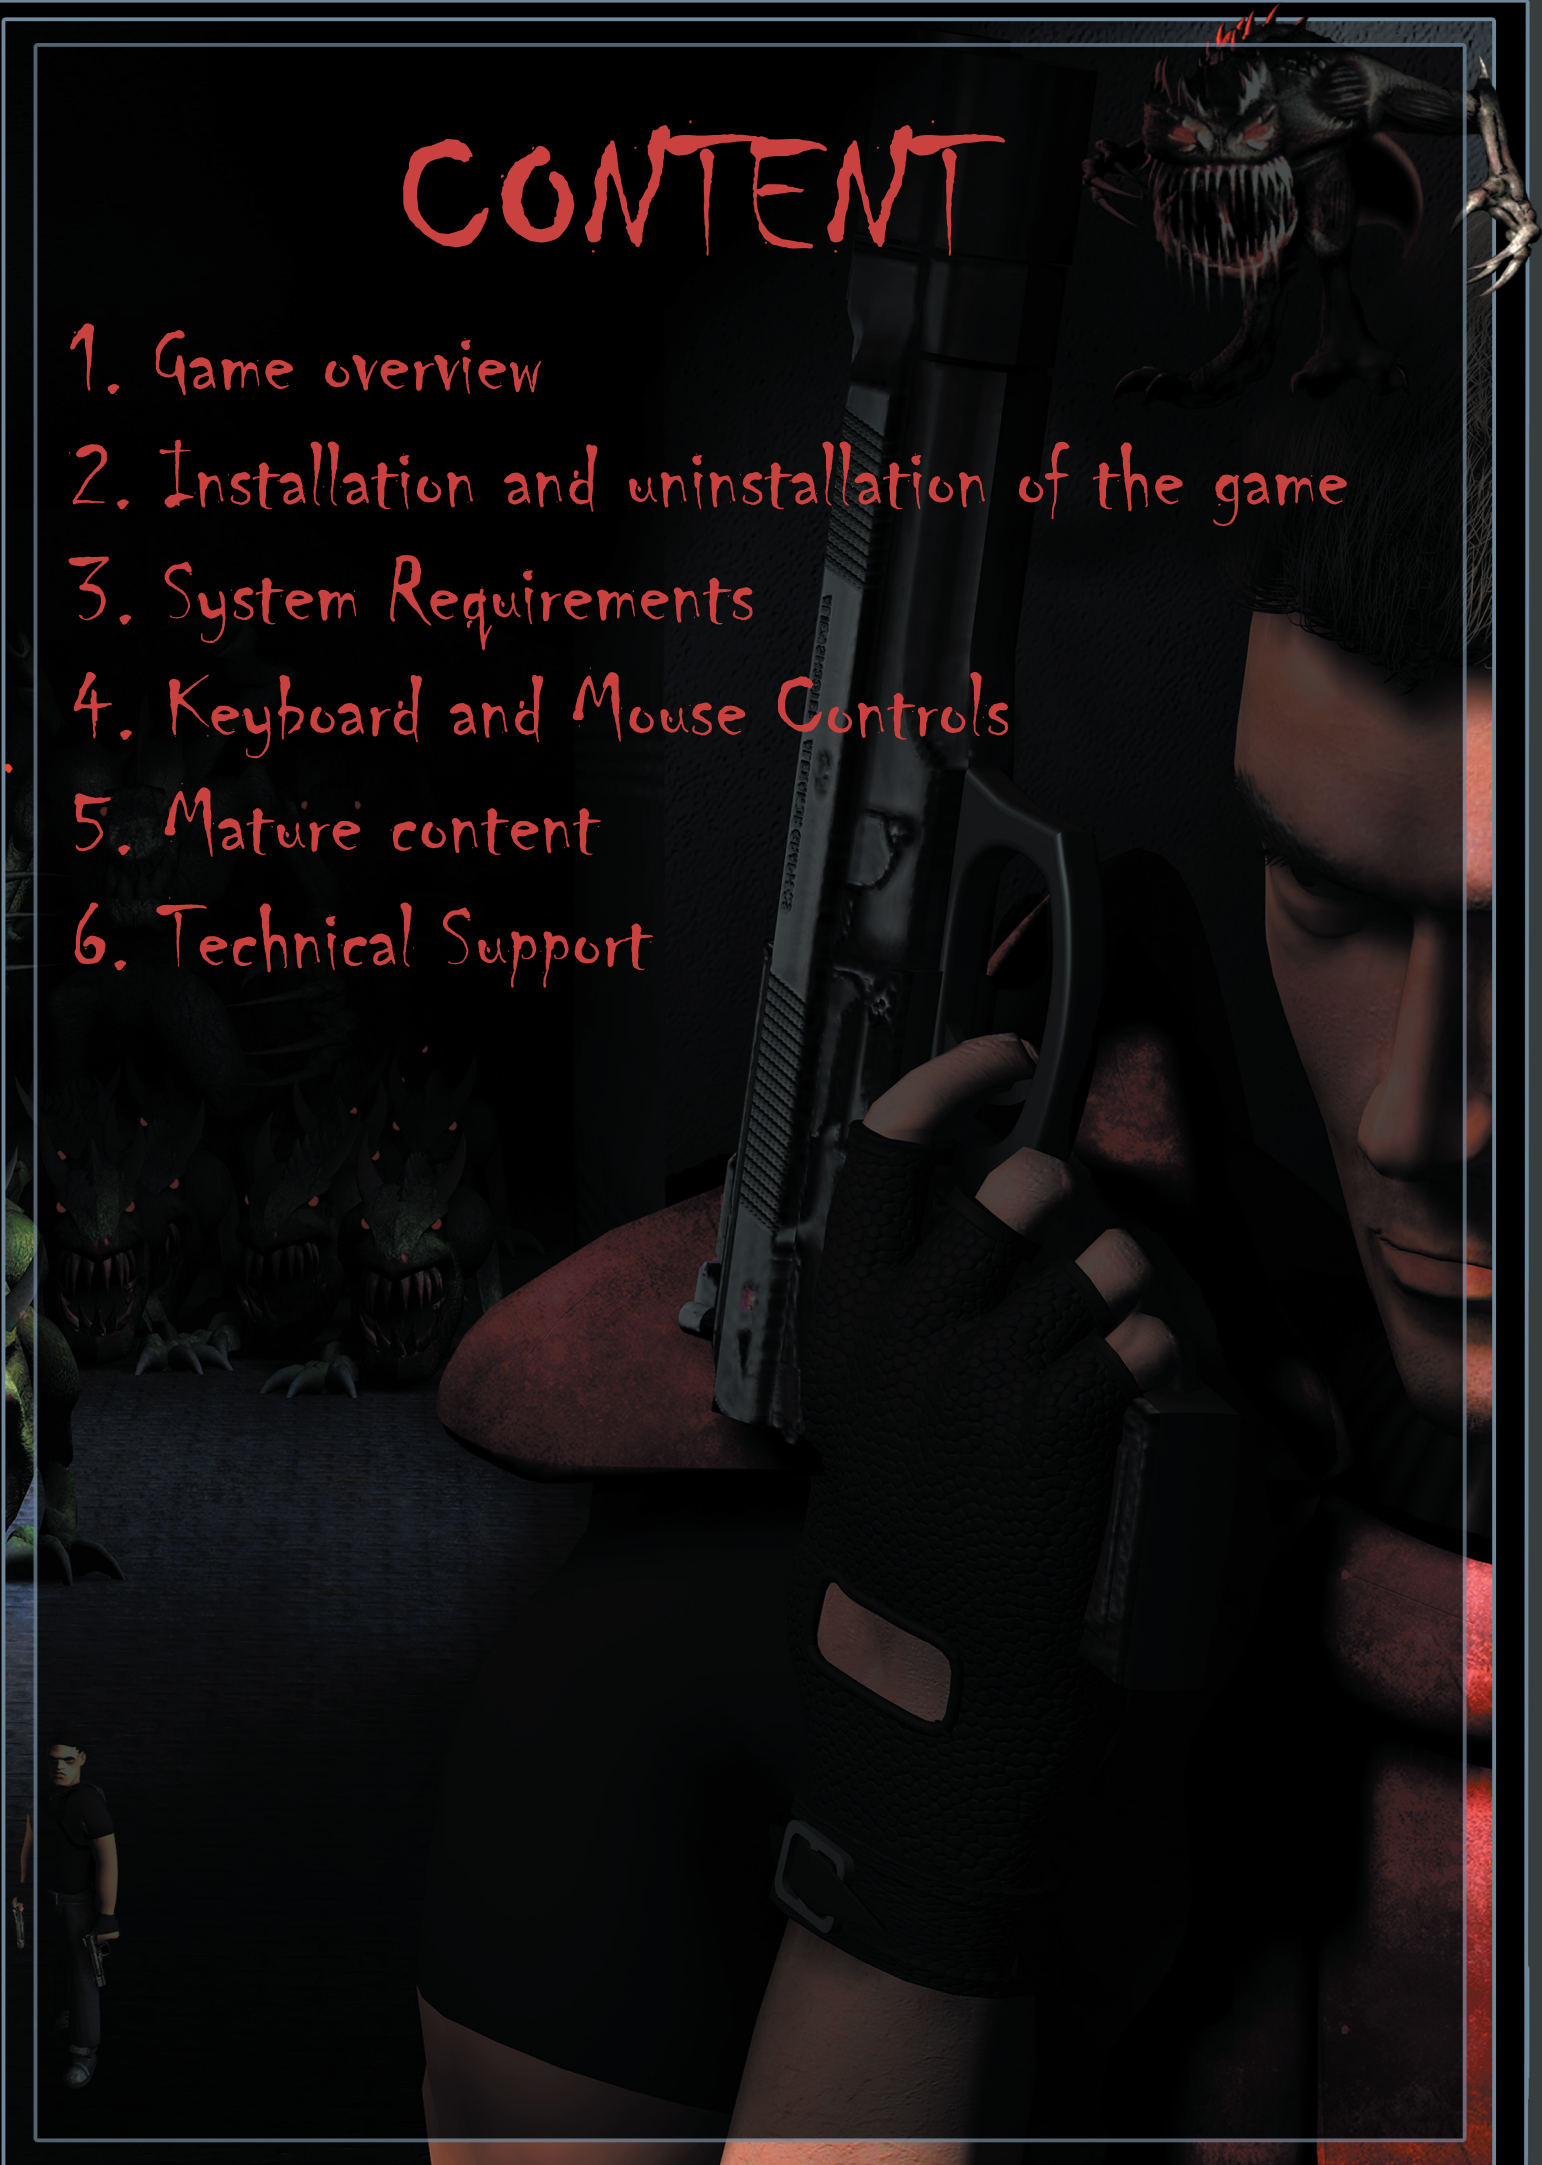 CONTENT
1. Game overview
2. Installation and uninstallation of the game
3. System Requirements
4. Keyboard and Mouse Controls
5. Mature content
6. Technical Support